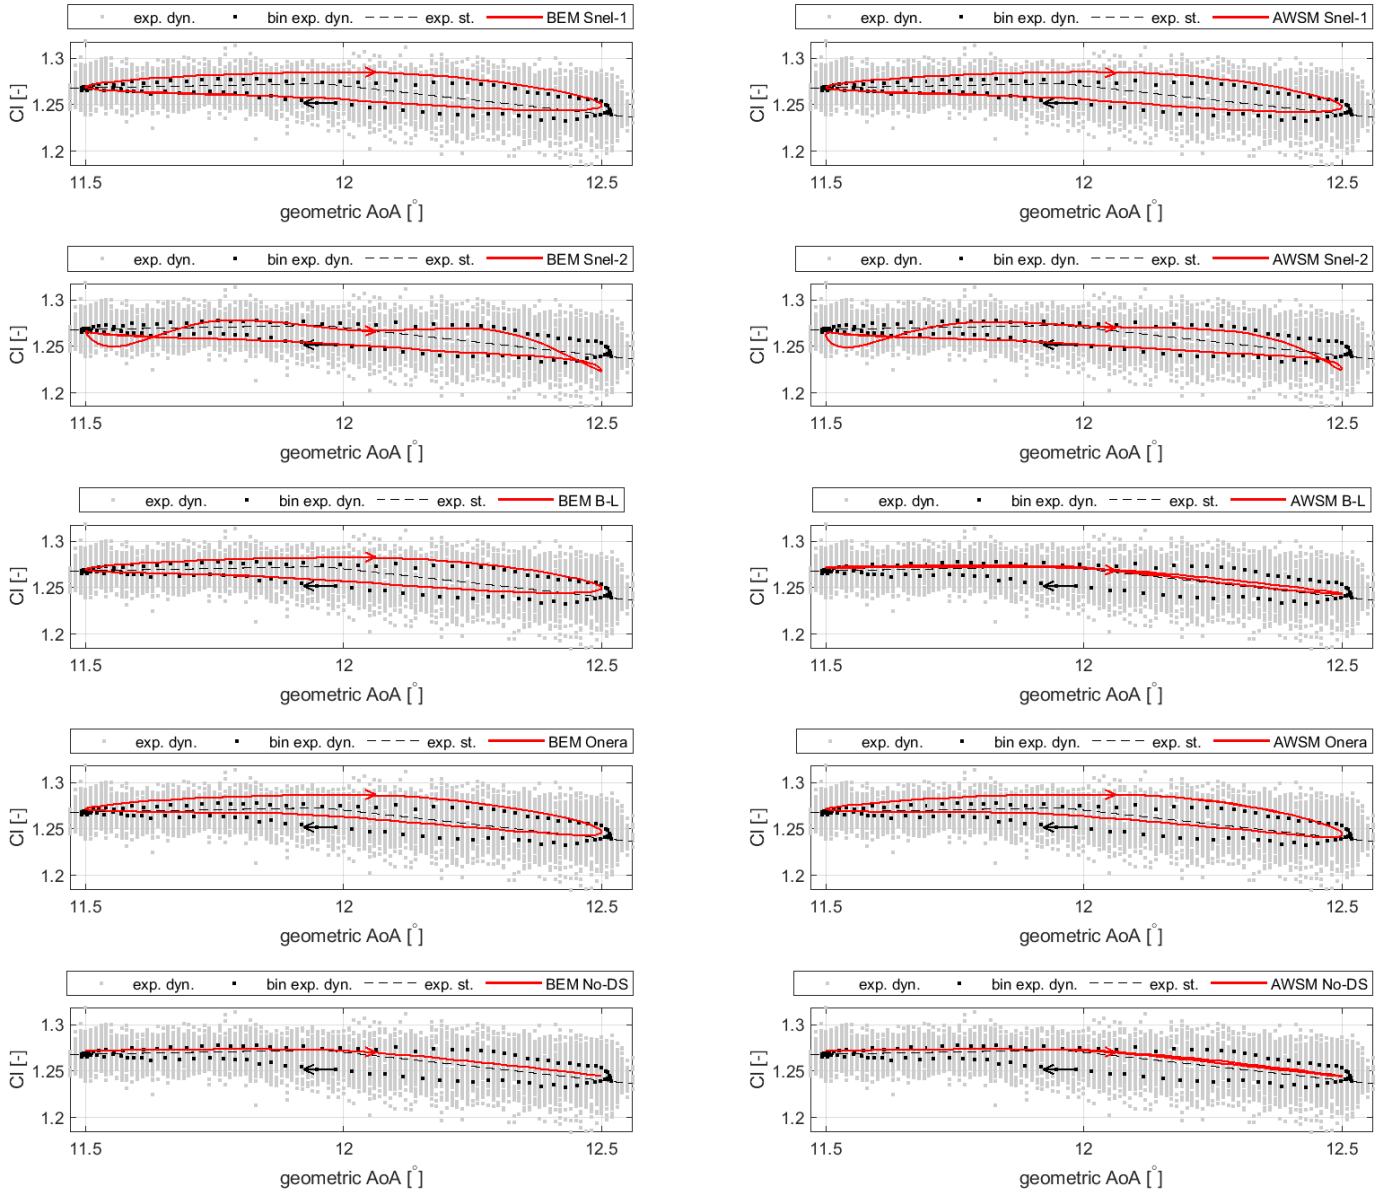 exp. dyn. bin exp. dyn. exp. st. BEM Snel-1
1.3
1.25
1.2
Cl [-]
11.5 12 12.5
geometric AoA [°]
exp. dyn. bin exp. dyn. exp. st. AWSM Snel-1
1.3
1.25
1.2
Cl [-]
11.5 12 12.5
geometric AoA [°]
exp. dyn. bin exp. dyn. exp. st. BEM Snel-2
1.3
1.25
1.2
Cl [-]
11.5 12 12.5
geometric AoA [°]
exp. dyn. bin exp. dyn. exp. st. AWSM Snel-2
1.3
1.25
1.2
Cl [-]
11.5 12 12.5
geometric AoA [°]
exp. dyn. bin exp. dyn. exp. st. BEM B-L
1.3
1.25
1.2
Cl [-]
11.5 12 12.5
geometric AoA [°]
exp. dyn. bin exp. dyn. exp. st. AWSM B-L
1.3
1.25
1.2
Cl [-]
11.5 12 12.5
geometric AoA [°]
exp. dyn. bin exp. dyn. exp. st. BEM Onera
1.3
1.25
1.2
Cl [-]
11.5 12 12.5
geometric AoA [°]
exp. dyn. bin exp. dyn. exp. st. AWSM Onera
1.3
1.25
1.2
Cl [-]
11.5 12 12.5
geometric AoA [°]
exp. dyn. bin exp. dyn. exp. st. BEM No-DS
1.3
1.25
1.2
Cl [-]
11.5 12 12.5
geometric AoA [°]
exp. dyn. bin exp. dyn. exp. st. AWSM No-DS
1.3
1.25
1.2
Cl [-]
11.5 12 12.5
geometric AoA [°]